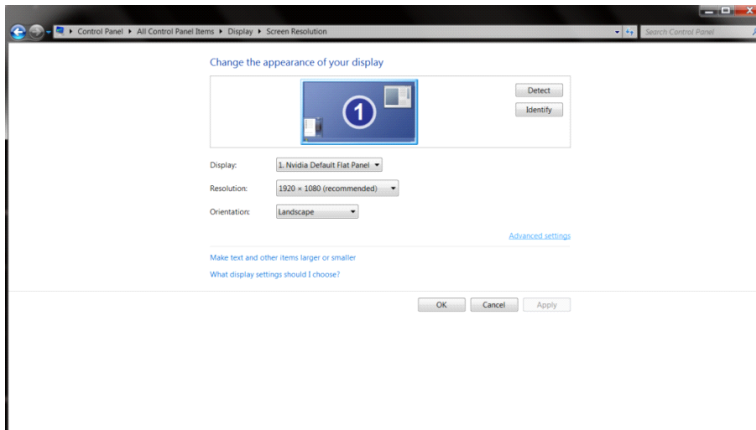 Control Panel ▸ All Control Panel Items ▸ Display ▸ Screen Resolution
Search Control Panel
Change the appearance of your display
1
Detect
Identify
Display: 1. Nvidia Default Flat Panel
Resolution: 1920 × 1080 (recommended)
Orientation: Landscape
Advanced settings
Make text and other items larger or smaller
What display settings should I choose?
OK Cancel Apply